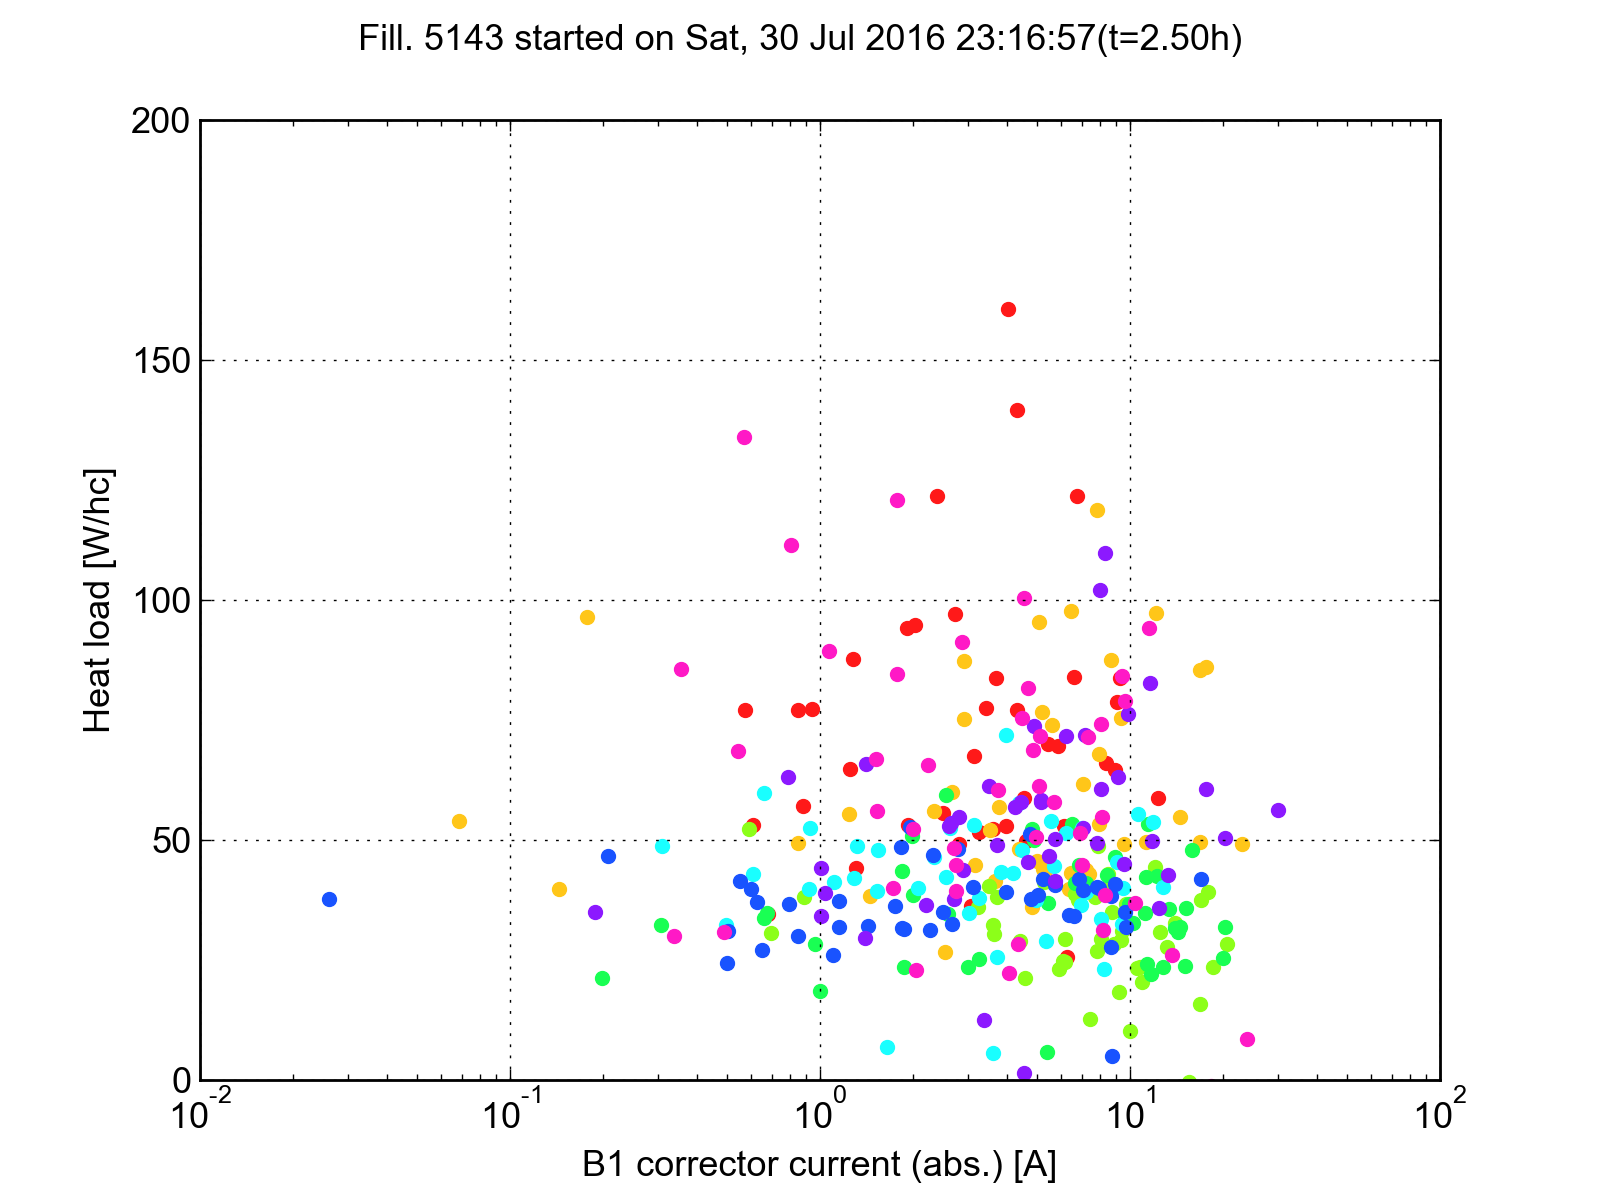 Fill. 5143 started on Sat, 30 Jul 2016 23:16:57(t=2.50h)
200
150
100
50
0
Heat load [W/hc]
10^-2 10^-1 10^0 10^1 10^2
B1 corrector current (abs.) [A]